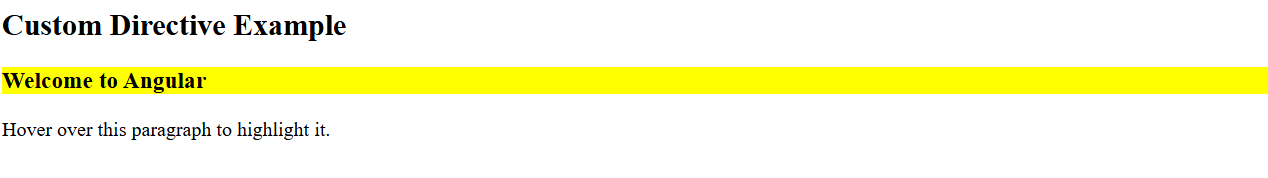 Custom Directive Example
Welcome to Angular
Hover over this paragraph to highlight it.